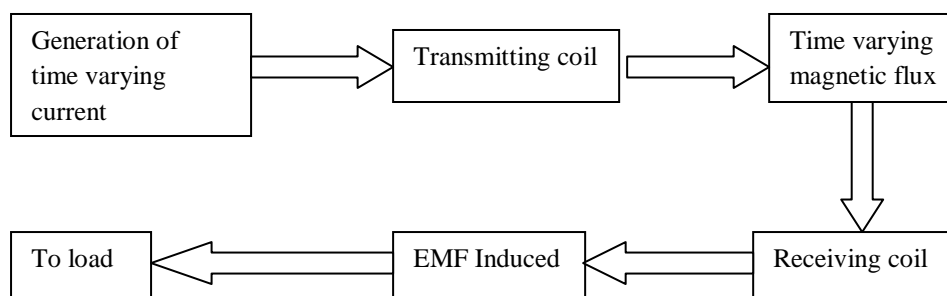 Generation of
time varying
current
Transmitting coil
Time varying
magnetic flux
Receiving coil
EMF Induced
To load